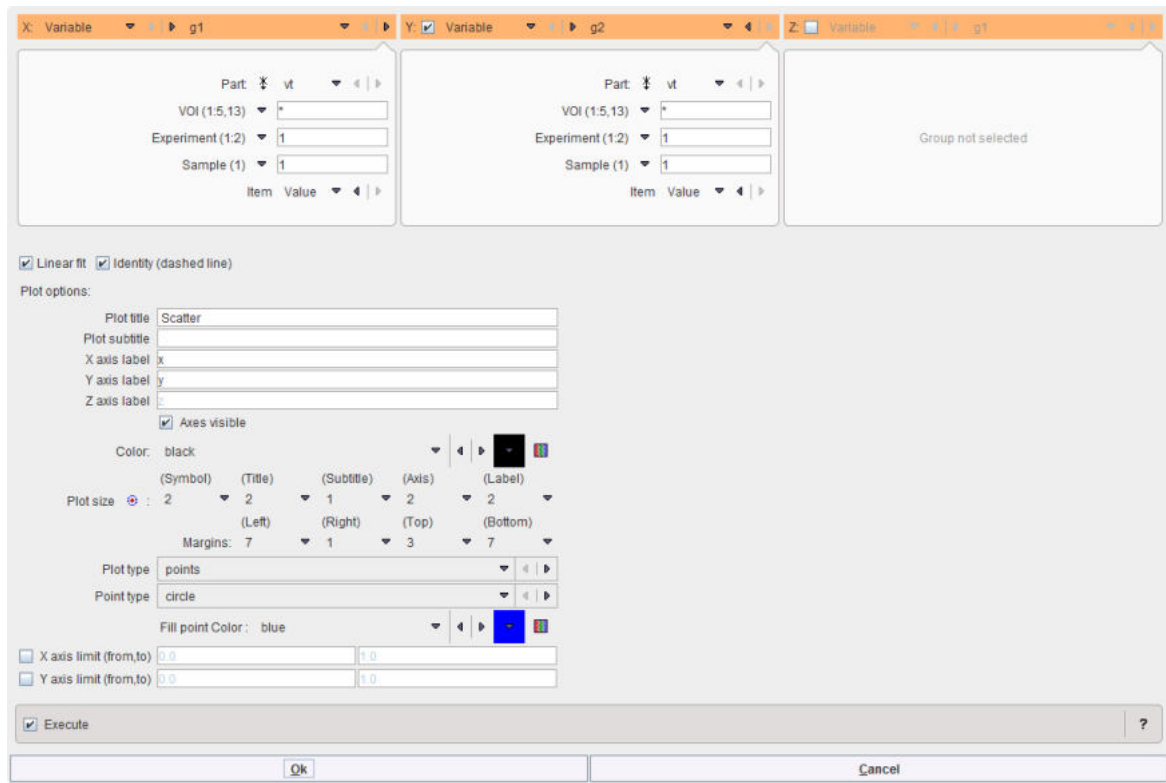 X: Variable g1 Y: Variable g2 Z: Variable g1
Part vt Part vt
VOI (1:5,13) * VOI (1:5,13) *
Experiment (1:2) 1 Experiment (1:2) 1 Group not selected
Sample (1) 1 Sample (1) 1
Item Value Item Value
Linear fit Identity (dashed line)
Plot options:
Plot title Scatter
Plot subtitle
X axis label x
Y axis label y
Z axis label z
Axes visible
Color: black
(Symbol) (Title) (Subtitle) (Axis) (Label)
Plot size : 2 2 1 2 2
(Left) (Right) (Top) (Bottom)
Margins: 7 1 3 7
Plot type points
Point type circle
Fill point Color : blue
X axis limit (from,to) 0.0 1.0
Y axis limit (from,to) 0.0 1.0
Execute ?
Ok Cancel